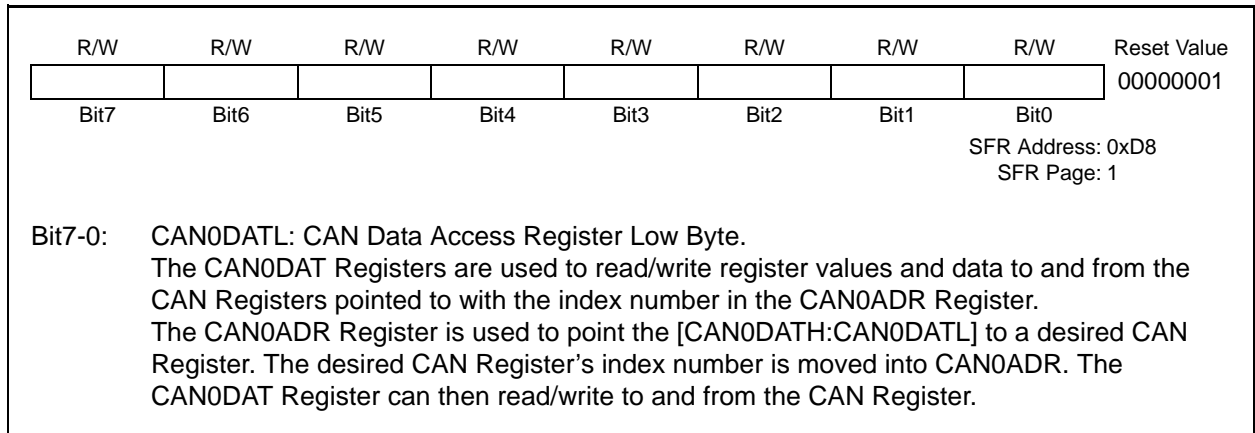 R/W R/W R/W R/W R/W R/W R/W R/W Reset Value
00000001
Bit7 Bit6 Bit5 Bit4 Bit3 Bit2 Bit1 Bit0
SFR Address: 0xD8
SFR Page: 1
Bit7-0: CAN0DATL: CAN Data Access Register Low Byte.
The CAN0DAT Registers are used to read/write register values and data to and from the
CAN Registers pointed to with the index number in the CAN0ADR Register.
The CAN0ADR Register is used to point the [CAN0DATH:CAN0DATL] to a desired CAN
Register. The desired CAN Register's index number is moved into CAN0ADR. The
CAN0DAT Register can then read/write to and from the CAN Register.